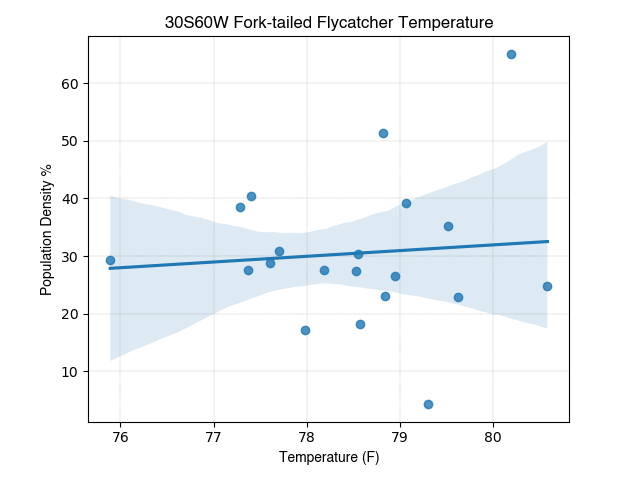 30S60W Fork-tailed Flycatcher Temperature
60
50
40
30
20
10
Population Density %
76 77 78 79 80
Temperature (F)